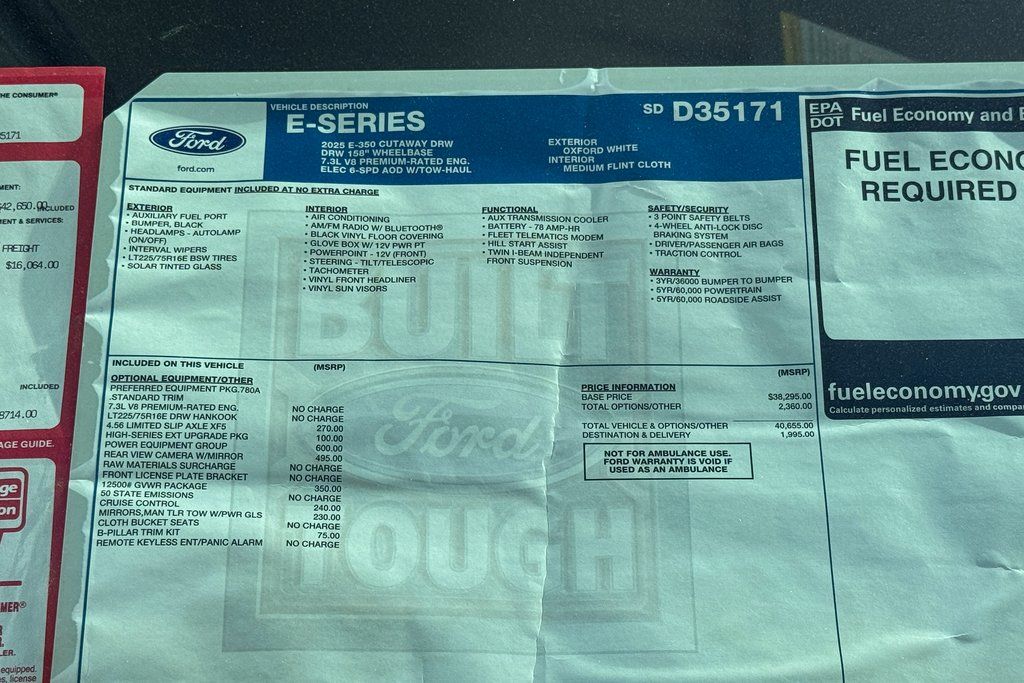 HE CONSUMER®
5171
MENT:
$42,650.00
INCLUDED
ENT & SERVICES:
FREIGHT
$16,064.00
INCLUDED
8714.00
AGE GUIDE.
ge
on
MER®
R.
LER.
equipped.
s, license
Ford
ford.com
VEHICLE DESCRIPTION
E-SERIES
2025 E-350 CUTAWAY DRW
DRW 158" WHEELBASE
7.3L V8 PREMIUM-RATED ENG.
ELEC 6-SPD AOD W/TOW-HAUL
EXTERIOR
OXFORD WHITE
INTERIOR
MEDIUM FLINT CLOTH
SD D35171
STANDARD EQUIPMENT INCLUDED AT NO EXTRA CHARGE
EXTERIOR
• AUXILIARY FUEL PORT
• BUMPER, BLACK
• HEADLAMPS - AUTOLAMP
(ON/OFF)
• INTERVAL WIPERS
• LT225/75R16E BSW TIRES
• SOLAR TINTED GLASS
INTERIOR
• AIR CONDITIONING
• AM/FM RADIO W/ BLUETOOTH®
• BLACK VINYL FLOOR COVERING
• GLOVE BOX W/ 12V PWR PT
• POWERPOINT - 12V (FRONT)
• STEERING - TILT/TELESCOPIC
• TACHOMETER
• VINYL FRONT HEADLINER
• VINYL SUN VISORS
FUNCTIONAL
• AUX TRANSMISSION COOLER
• BATTERY - 78 AMP-HR
• FLEET TELEMATICS MODEM
• HILL START ASSIST
• TWIN I-BEAM INDEPENDENT
FRONT SUSPENSION
SAFETY/SECURITY
• 3 POINT SAFETY BELTS
• 4-WHEEL ANTI-LOCK DISC
BRAKING SYSTEM
• DRIVER/PASSENGER AIR BAGS
• TRACTION CONTROL
WARRANTY
• 3YR/36000 BUMPER TO BUMPER
• 5YR/60,000 POWERTRAIN
• 5YR/60,000 ROADSIDE ASSIST
BUILT
Ford
TOUGH
INCLUDED ON THIS VEHICLE (MSRP)
OPTIONAL EQUIPMENT/OTHER
PREFERRED EQUIPMENT PKG.780A
.STANDARD TRIM
7.3L V8 PREMIUM-RATED ENG. NO CHARGE
LT225/75R16E DRW HANKOOK NO CHARGE
4.56 LIMITED SLIP AXLE XF5 270.00
HIGH-SERIES EXT UPGRADE PKG 100.00
POWER EQUIPMENT GROUP 600.00
REAR VIEW CAMERA W/MIRROR 495.00
RAW MATERIALS SURCHARGE NO CHARGE
FRONT LICENSE PLATE BRACKET NO CHARGE
12500# GVWR PACKAGE 350.00
50 STATE EMISSIONS NO CHARGE
CRUISE CONTROL 240.00
MIRRORS,MAN TLR TOW W/PWR GLS 230.00
CLOTH BUCKET SEATS NO CHARGE
B-PILLAR TRIM KIT 75.00
REMOTE KEYLESS ENT/PANIC ALARM NO CHARGE
(MSRP)
PRICE INFORMATION
BASE PRICE $38,295.00
TOTAL OPTIONS/OTHER 2,360.00
TOTAL VEHICLE & OPTIONS/OTHER 40,655.00
DESTINATION & DELIVERY 1,995.00
NOT FOR AMBULANCE USE.
FORD WARRANTY IS VOID IF
USED AS AN AMBULANCE
EPA
DOT
Fuel Economy and E
FUEL ECONO
REQUIRED
fueleconomy.gov
Calculate personalized estimates and compa